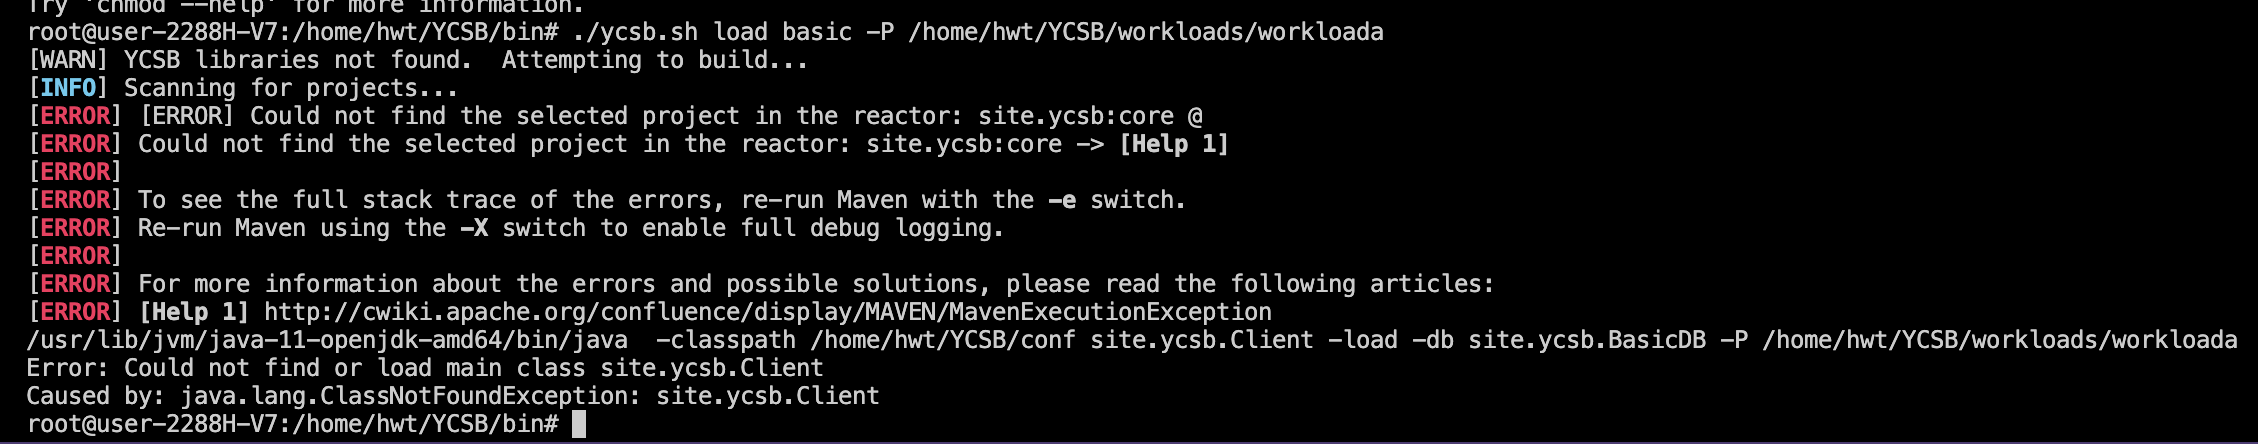 Try 'chmod --help' for more information.
root@user-2288H-V7:/home/hwt/YCSB/bin# ./ycsb.sh load basic -P /home/hwt/YCSB/workloads/workloada
[WARN] YCSB libraries not found.  Attempting to build...
[INFO] Scanning for projects...
[ERROR] [ERROR] Could not find the selected project in the reactor: site.ycsb:core @
[ERROR] Could not find the selected project in the reactor: site.ycsb:core -> [Help 1]
[ERROR]
[ERROR] To see the full stack trace of the errors, re-run Maven with the -e switch.
[ERROR] Re-run Maven using the -X switch to enable full debug logging.
[ERROR]
[ERROR] For more information about the errors and possible solutions, please read the following articles:
[ERROR] [Help 1] http://cwiki.apache.org/confluence/display/MAVEN/MavenExecutionException
/usr/lib/jvm/java-11-openjdk-amd64/bin/java  -classpath /home/hwt/YCSB/conf site.ycsb.Client -load -db site.ycsb.BasicDB -P /home/hwt/YCSB/workloads/workloada
Error: Could not find or load main class site.ycsb.Client
Caused by: java.lang.ClassNotFoundException: site.ycsb.Client
root@user-2288H-V7:/home/hwt/YCSB/bin#